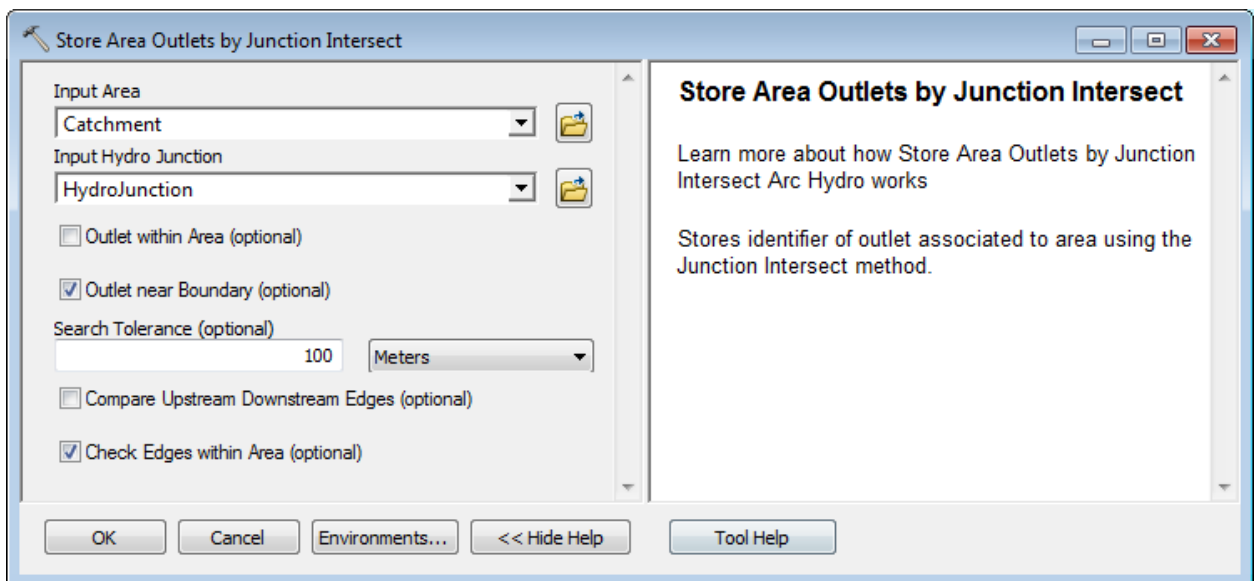 Store Area Outlets by Junction Intersect
Input Area
Catchment
Input Hydro Junction
HydroJunction
Outlet within Area (optional)
Outlet near Boundary (optional)
Search Tolerance (optional)
100 Meters
Compare Upstream Downstream Edges (optional)
Check Edges within Area (optional)
Store Area Outlets by Junction Intersect
Learn more about how Store Area Outlets by Junction
Intersect Arc Hydro works
Stores identifier of outlet associated to area using the
Junction Intersect method.
OK Cancel Environments... << Hide Help Tool Help